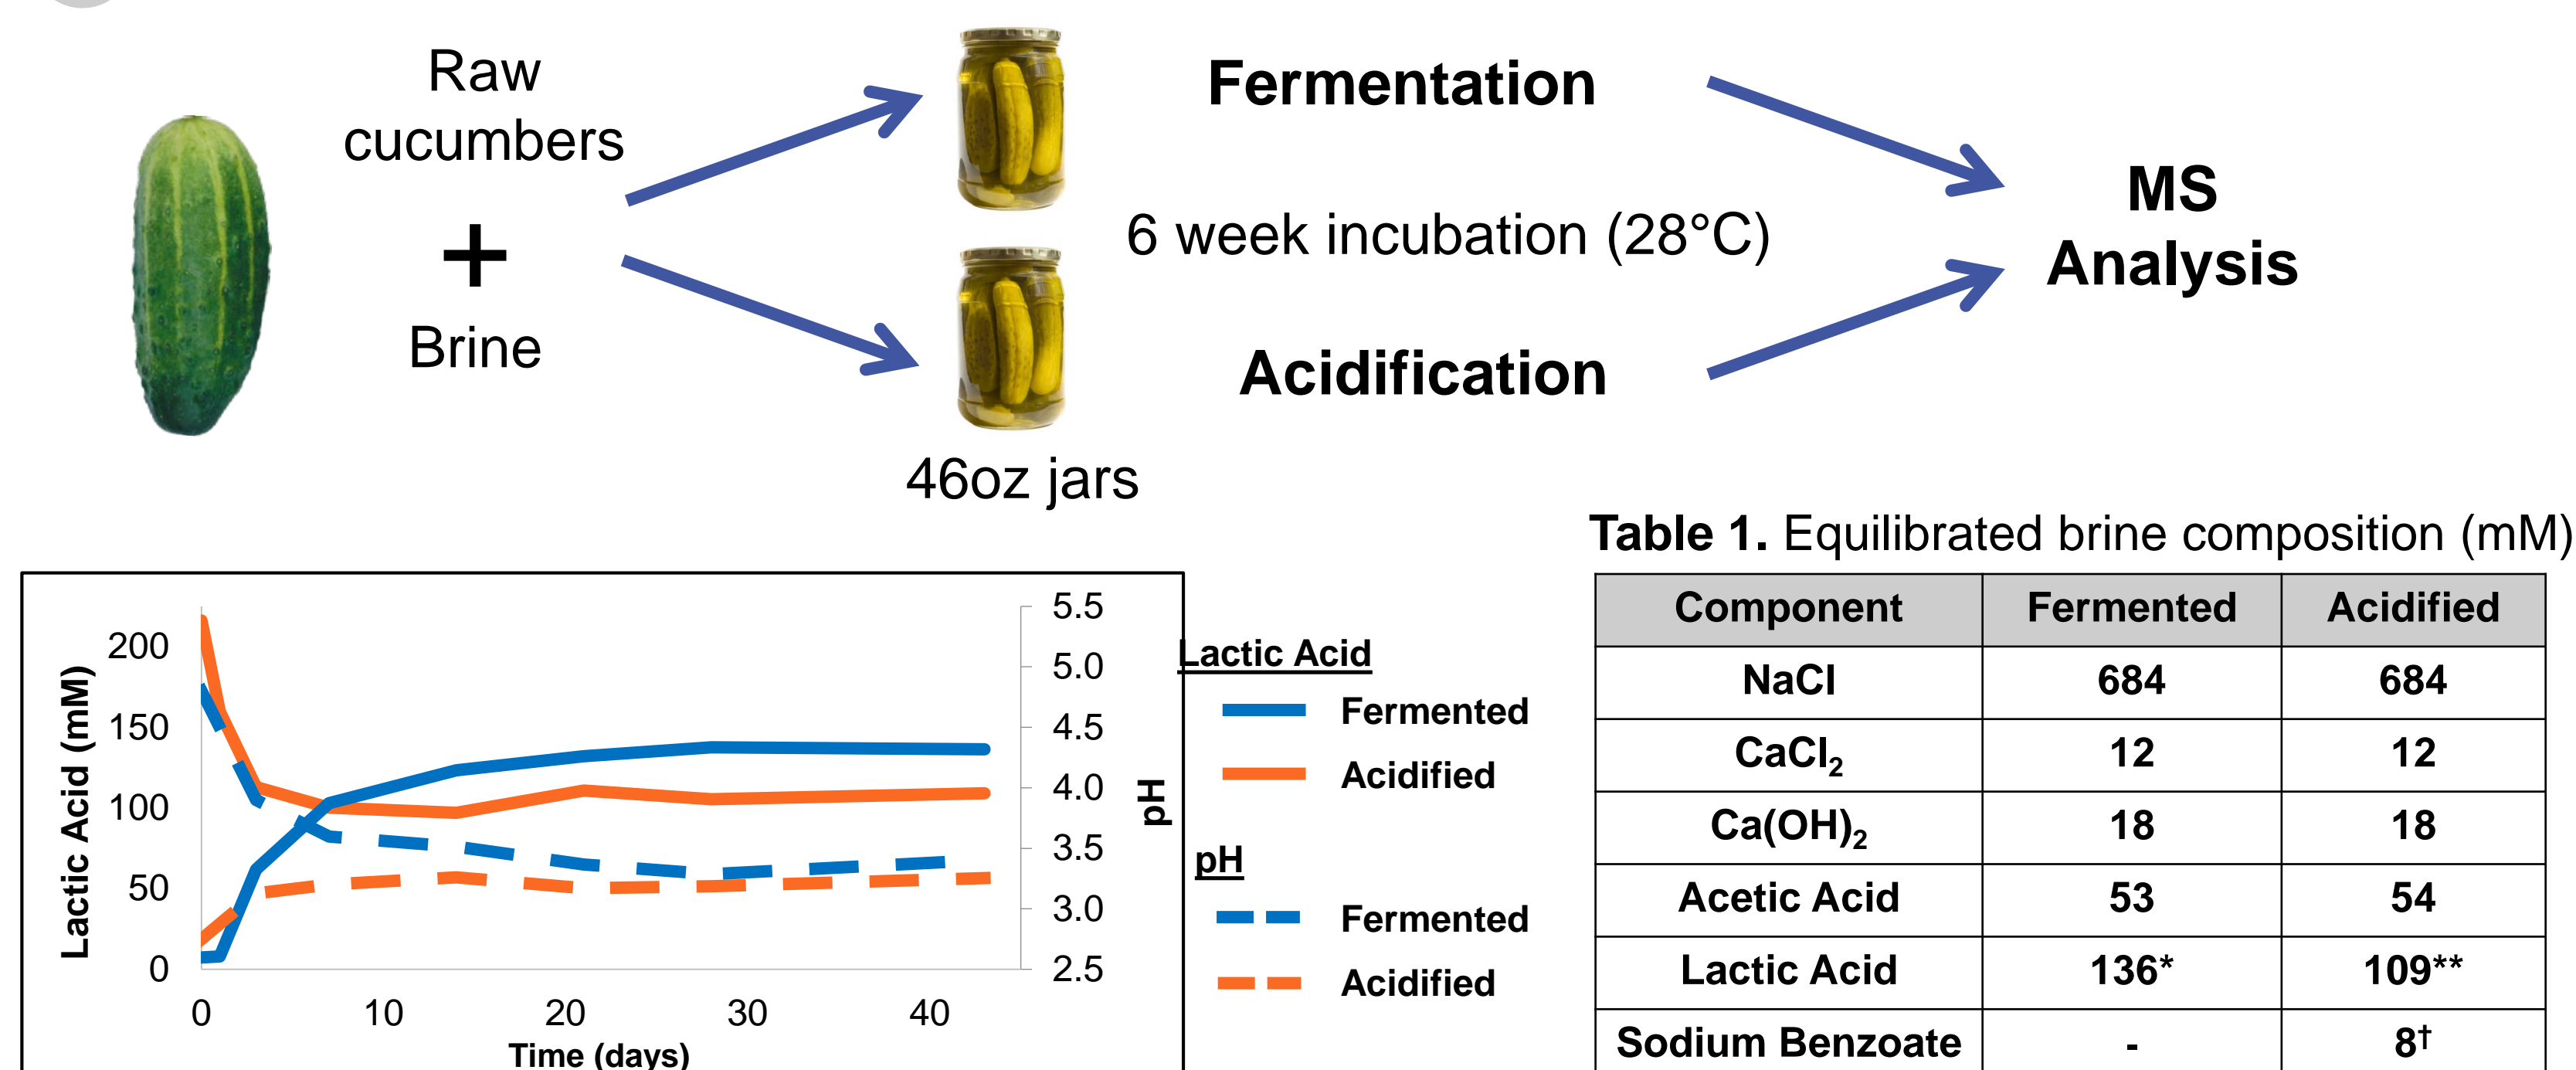 Raw
cucumbers
+
Brine
Fermentation
6 week incubation (28°C)
Acidification
46oz jars
MS
Analysis
Table 1. Equilibrated brine composition (mM)
Component Fermented Acidified
NaCl 684 684
CaCl₂ 12 12
Ca(OH)₂ 18 18
Acetic Acid 53 54
Lactic Acid 136* 109**
Sodium Benzoate - 8†
Lactic Acid (mM)
200
150
100
50
0
0 10 20 30 40
Time (days)
5.5
5.0
4.5
4.0
3.5
3.0
2.5
pH
Lactic Acid
Fermented
Acidified
pH
Fermented
Acidified